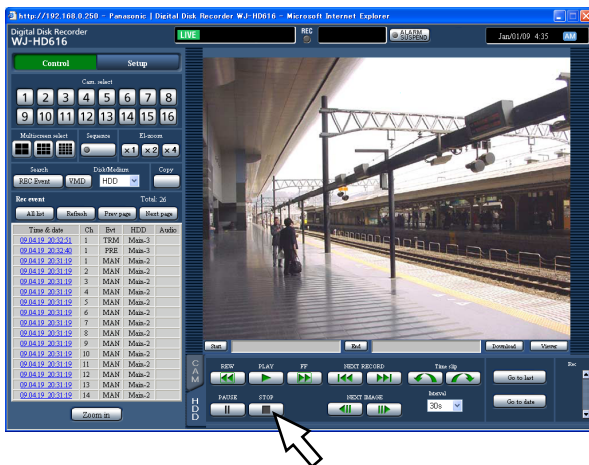 http://192.168.0.250 - Panasonic | Digital Disk Recorder WJ-HD616 - Microsoft Internet Explorer
Digital Disk Recorder
WJ-HD616
LIVE
REC
ALARM
SUSPEND
Jan/01/09 4:35 AM
Control Setup
Cam. select
1 2 3 4 5 6 7 8
9 10 11 12 13 14 15 16
Multiscreen select Sequence El-zoom
x1 x2 x4
Search Disk/Medium Copy
REC Event VMD HDD
Rec event Total: 26
All list Refresh Prev page Next page
Time & date Ch Evt HDD Audio
09.04.19 20:32:51 1 TRM Main-3
09.04.19 20:32:40 1 PRE Main-2
09.04.19 20:31:19 1 MAN Main-2
09.04.19 20:31:19 2 MAN Main-2
09.04.19 20:31:19 3 MAN Main-2
09.04.19 20:31:19 4 MAN Main-2
09.04.19 20:31:19 5 MAN Main-2
09.04.19 20:31:19 6 MAN Main-2
09.04.19 20:31:19 7 MAN Main-2
09.04.19 20:31:19 8 MAN Main-2
09.04.19 20:31:19 9 MAN Main-2
09.04.19 20:31:19 10 MAN Main-2
09.04.19 20:31:19 11 MAN Main-2
09.04.19 20:31:19 12 MAN Main-2
09.04.19 20:31:19 13 MAN Main-2
09.04.19 20:31:19 14 MAN Main-2
Zoom in
Start End Download Viewer
CAM
HDD
REW PLAY FF NEXT RECORD Time slip
Go to last
Rec
PAUSE STOP NEXT IMAGE Interval
30s
Go to date